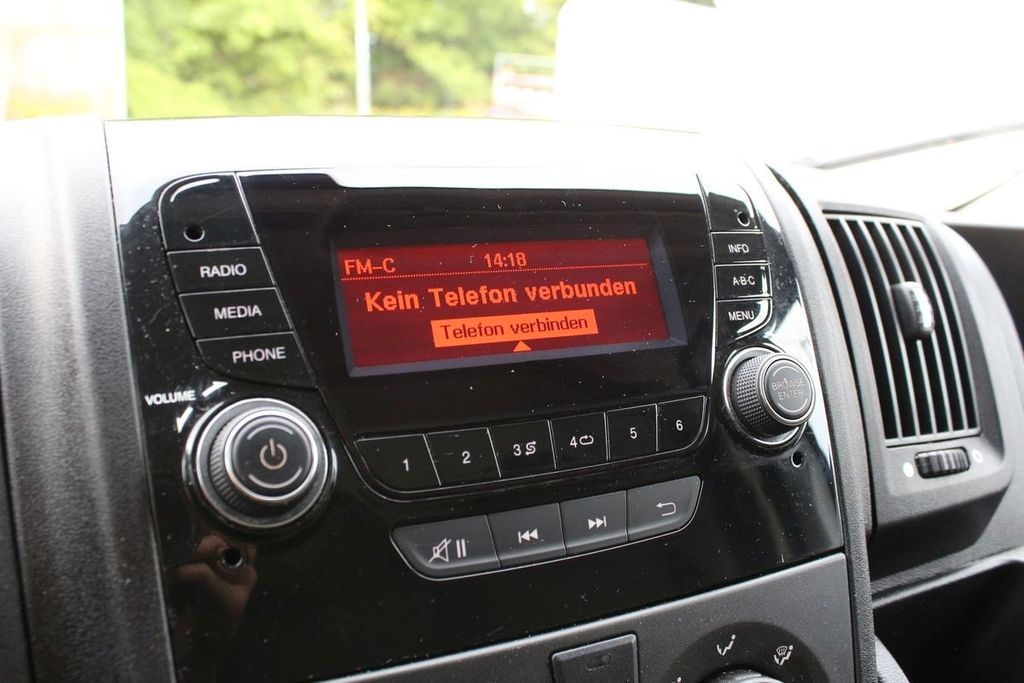 FM-C 14:18
Kein Telefon verbunden
Telefon verbinden
RADIO
MEDIA
PHONE
VOLUME
INFO
A-B-C
MENU
BROWSE
ENTER
1 2 3 4 5 6